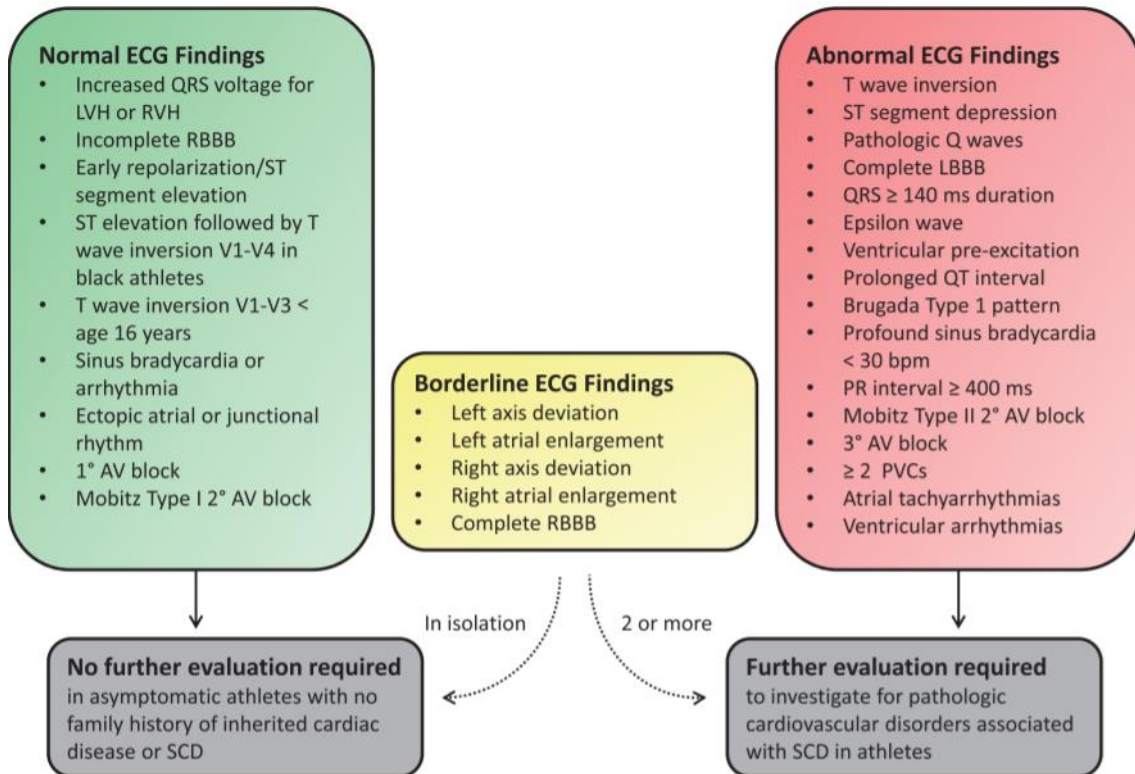 Normal ECG Findings
• Increased QRS voltage for
LVH or RVH
• Incomplete RBBB
• Early repolarization/ST
segment elevation
• ST elevation followed by T
wave inversion V1-V4 in
black athletes
• T wave inversion V1-V3 <
age 16 years
• Sinus bradycardia or
arrhythmia
• Ectopic atrial or junctional
rhythm
• 1° AV block
• Mobitz Type I 2° AV block
Borderline ECG Findings
• Left axis deviation
• Left atrial enlargement
• Right axis deviation
• Right atrial enlargement
• Complete RBBB
Abnormal ECG Findings
• T wave inversion
• ST segment depression
• Pathologic Q waves
• Complete LBBB
• QRS ≥ 140 ms duration
• Epsilon wave
• Ventricular pre-excitation
• Prolonged QT interval
• Brugada Type 1 pattern
• Profound sinus bradycardia
< 30 bpm
• PR interval ≥ 400 ms
• Mobitz Type II 2° AV block
• 3° AV block
• ≥ 2 PVCs
• Atrial tachyarrhythmias
• Ventricular arrhythmias
In isolation
2 or more
No further evaluation required
in asymptomatic athletes with no
family history of inherited cardiac
disease or SCD
Further evaluation required
to investigate for pathologic
cardiovascular disorders associated
with SCD in athletes